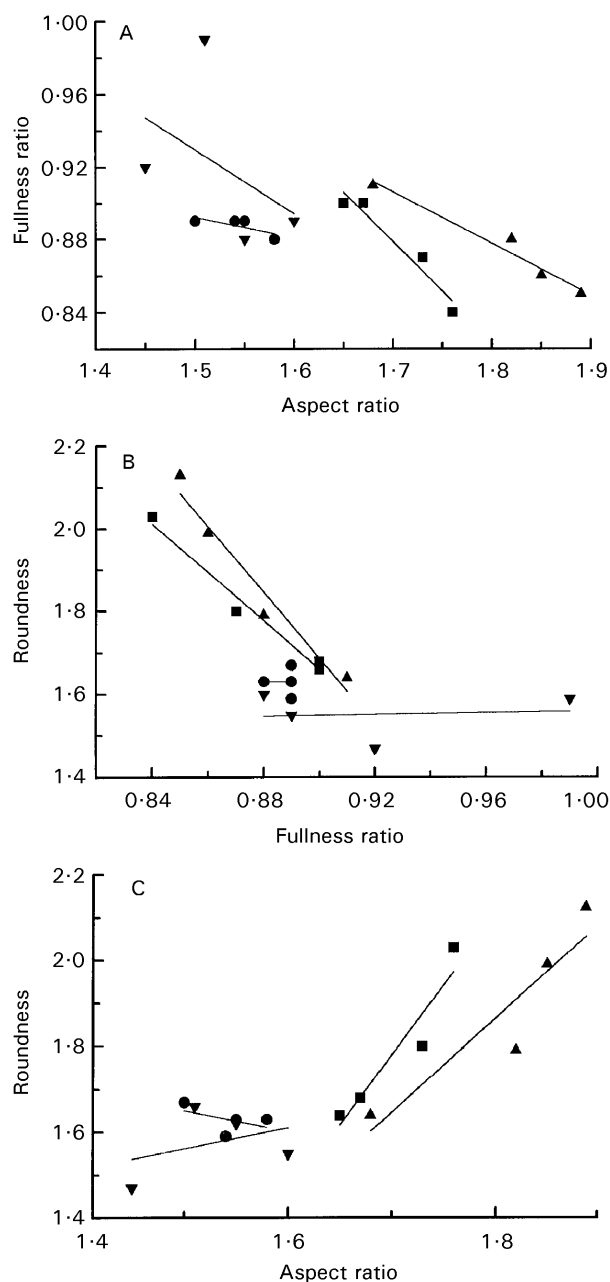 A
1·00
0·96
0·92
0·88
0·84
Fullness ratio
1·4 1·5 1·6 1·7 1·8 1·9
Aspect ratio
B
2·2
2·0
1·8
1·6
1·4
Roundness
0·84 0·88 0·92 0·96 1·00
Fullness ratio
C
2·2
2·0
1·8
1·6
1·4
Roundness
1·4 1·6 1·8
Aspect ratio